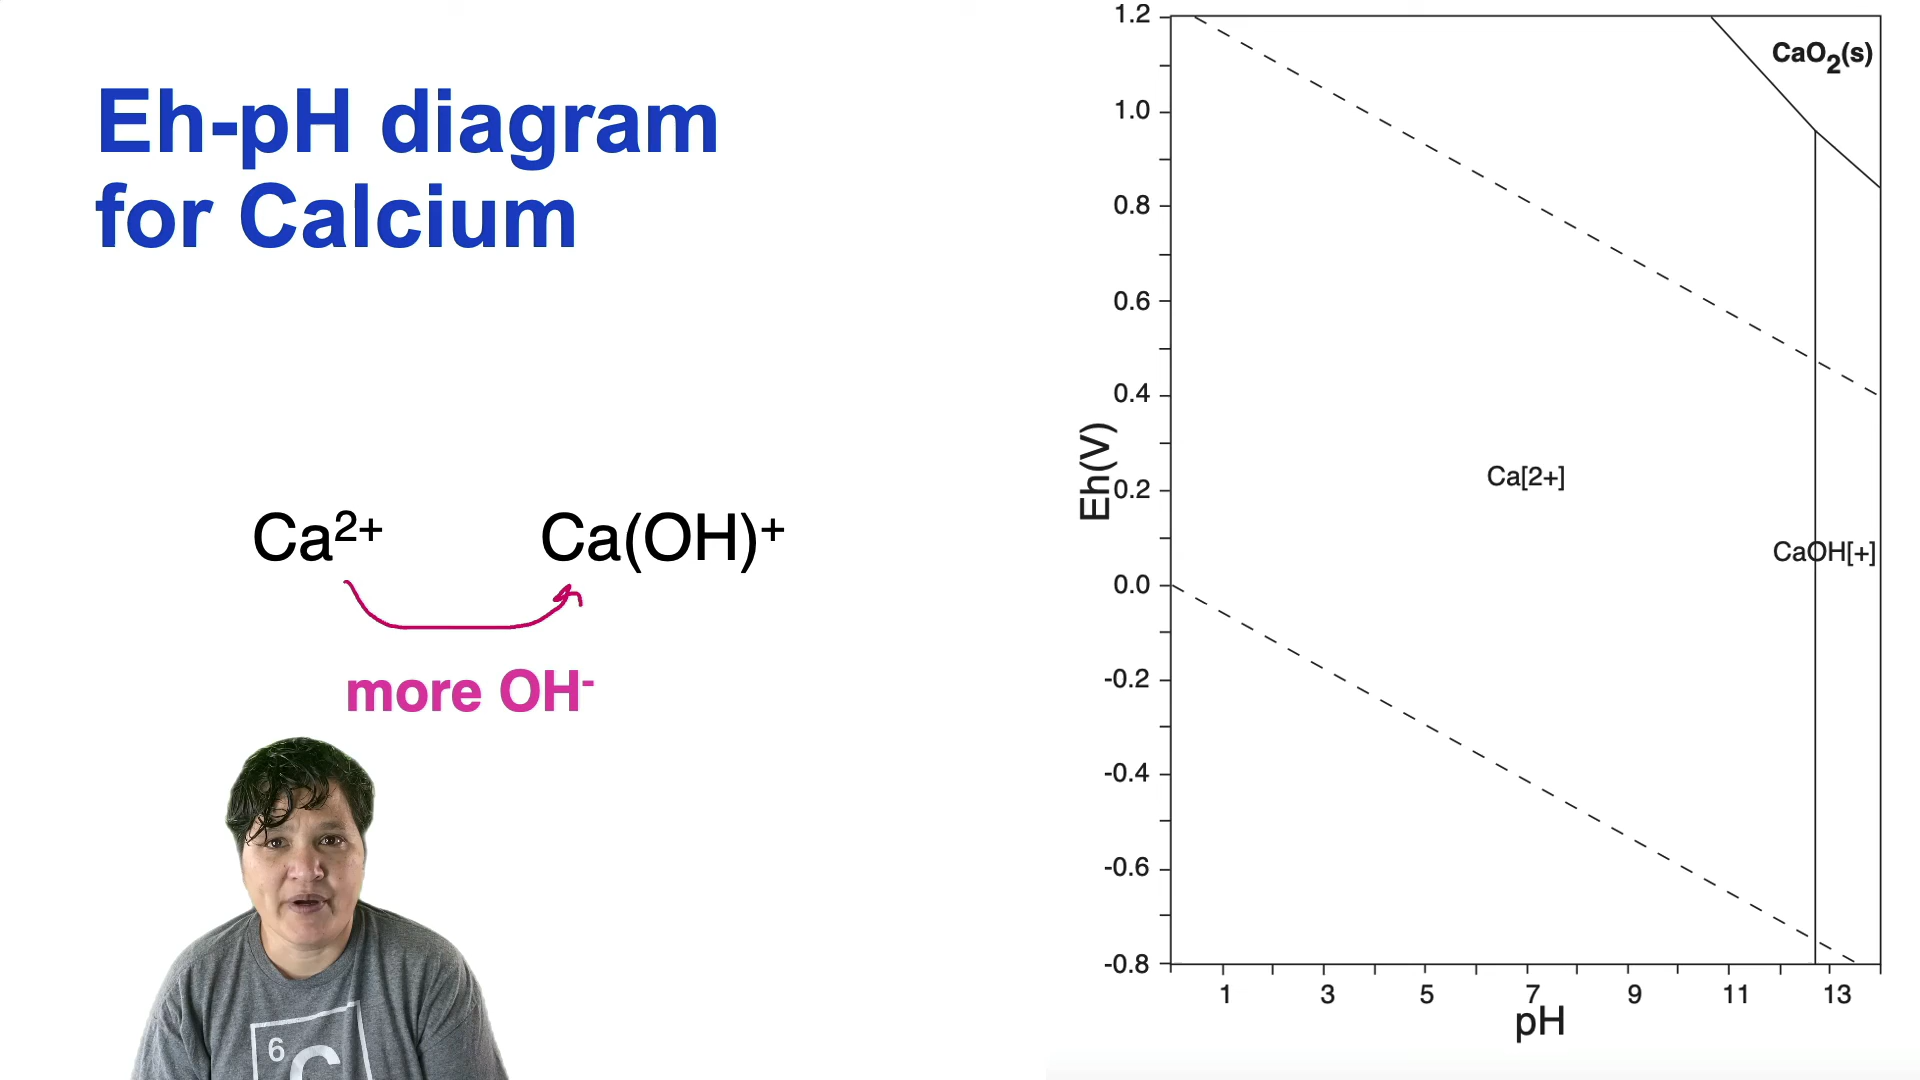 Eh-pH diagram
for Calcium
Ca²⁺ Ca(OH)⁺
more OH⁻
6
C
1.2
1.0
0.8
0.6
0.4
0.2
0.0
-0.2
-0.4
-0.6
-0.8
Eh(V)
CaO₂(s)
Ca[2+]
CaOH[+]
1 3 5 7 9 11 13
pH